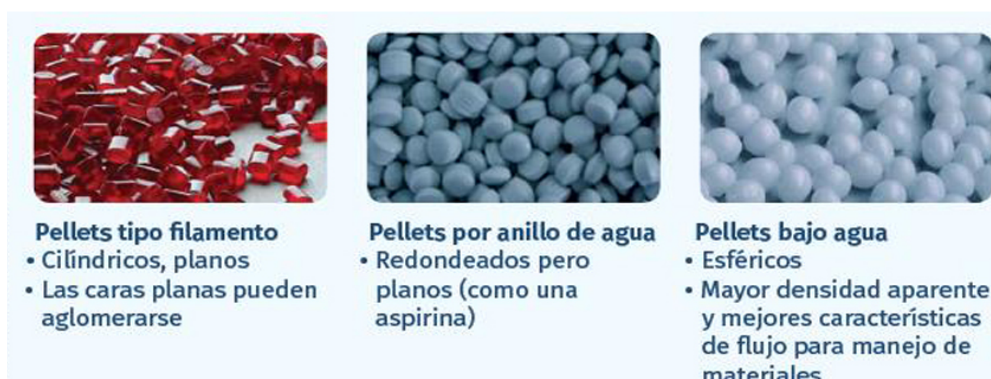 Pellets tipo filamento
• Cilíndricos, planos
• Las caras planas pueden
aglomerarse
Pellets por anillo de agua
• Redondeados pero
planos (como una
aspirina)
Pellets bajo agua
• Esféricos
• Mayor densidad aparente
y mejores características
de flujo para manejo de
materiales